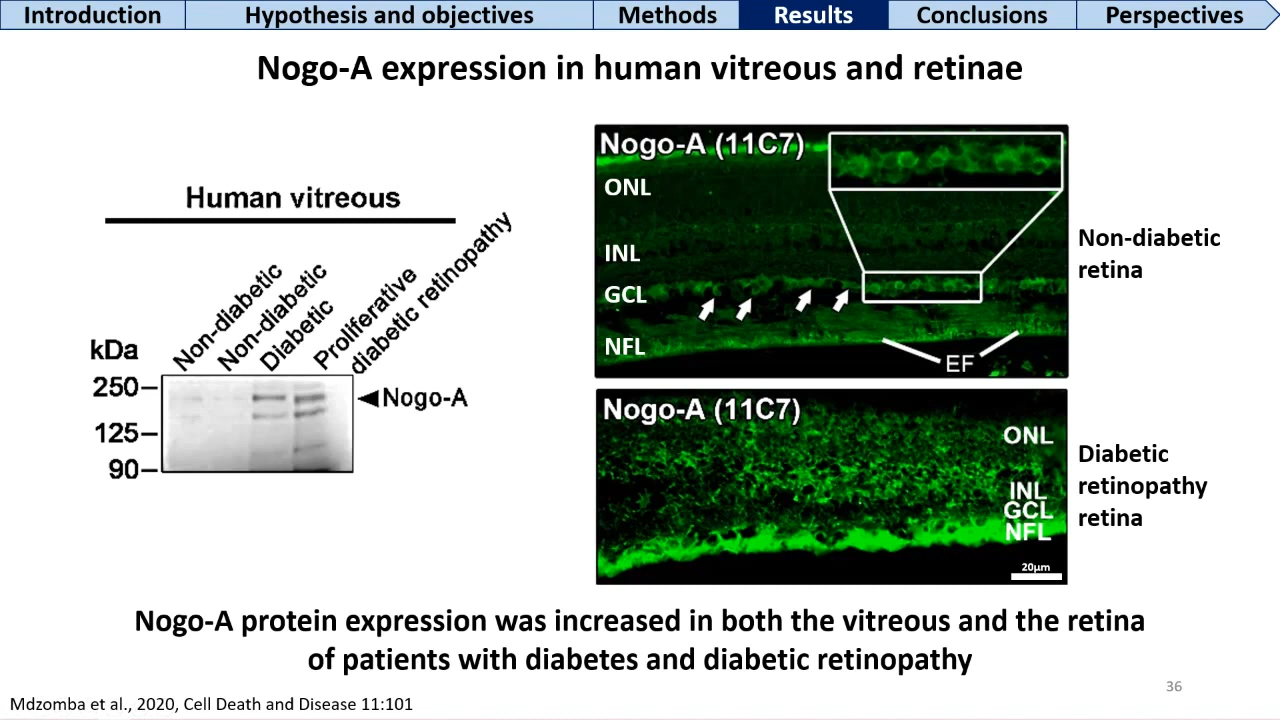 Introduction
Hypothesis and objectives
Methods
Results
Conclusions
Perspectives
Nogo-A expression in human vitreous and retinae
Human vitreous
Non-diabetic
Non-diabetic
Diabetic
Proliferative
diabetic retinopathy
kDa
250
125
90
Nogo-A
Nogo-A (11C7)
ONL
INL
GCL
NFL
EF
Non-diabetic
retina
Nogo-A (11C7)
ONL
INL
GCL
NFL
20μm
Diabetic
retinopathy
retina
Nogo-A protein expression was increased in both the vitreous and the retina
of patients with diabetes and diabetic retinopathy
36
Mdzomba et al., 2020, Cell Death and Disease 11:101